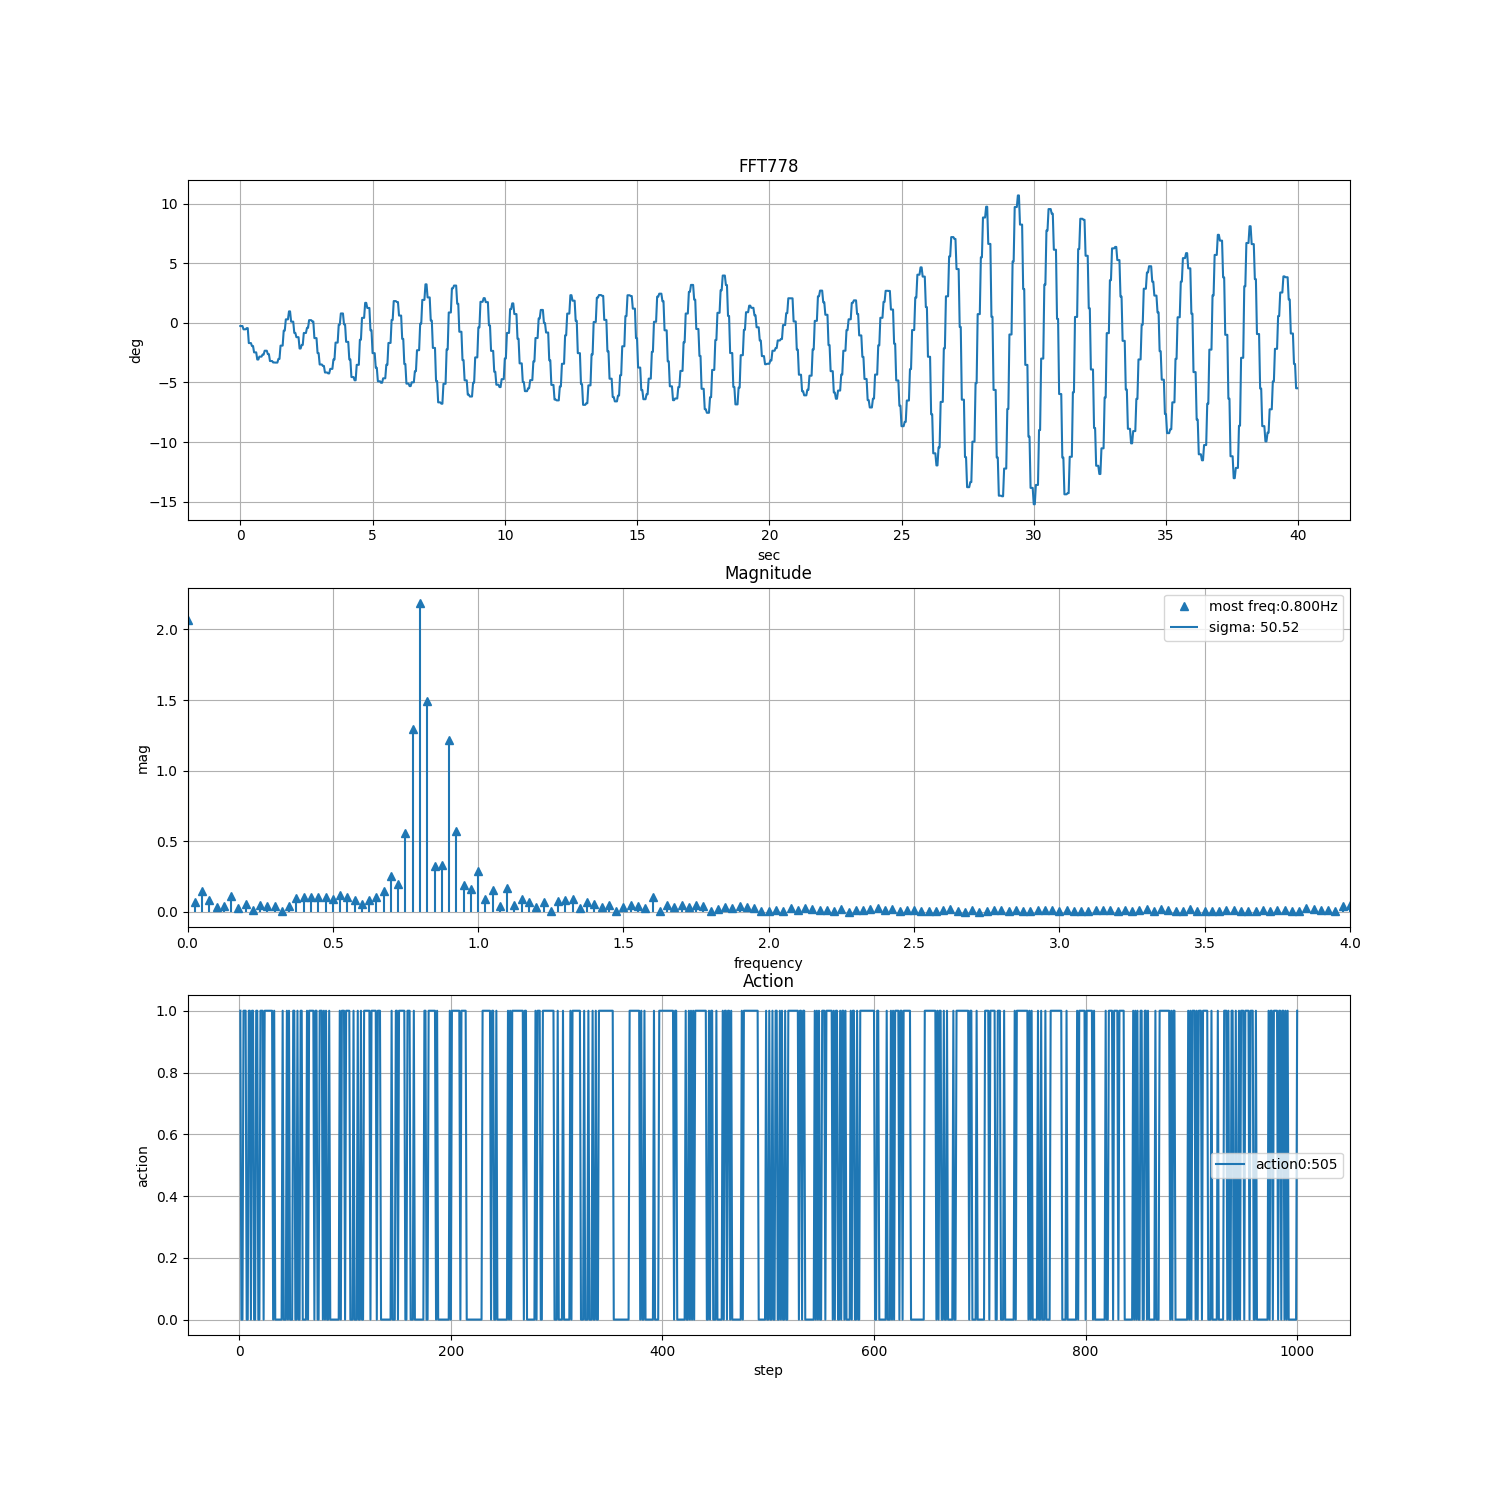 FFT778
10
5
0
−5
−10
−15
deg
0 5 10 15 20 25 30 35 40
sec
Magnitude
most freq:0.800Hz
sigma: 50.52
2.0
1.5
1.0
0.5
0.0
mag
0.0 0.5 1.0 1.5 2.0 2.5 3.0 3.5 4.0
frequency
Action
1.0
0.8
0.6
0.4
0.2
0.0
action
action0:505
0 200 400 600 800 1000
step